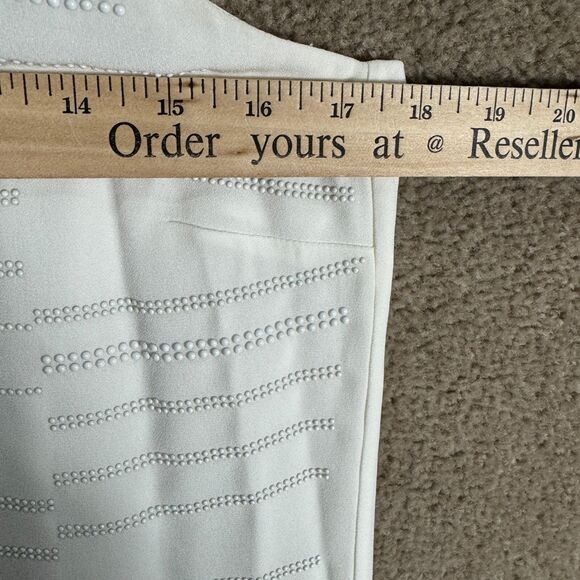 14 15 16 17 18 19 20
Order yours at @ Reseller